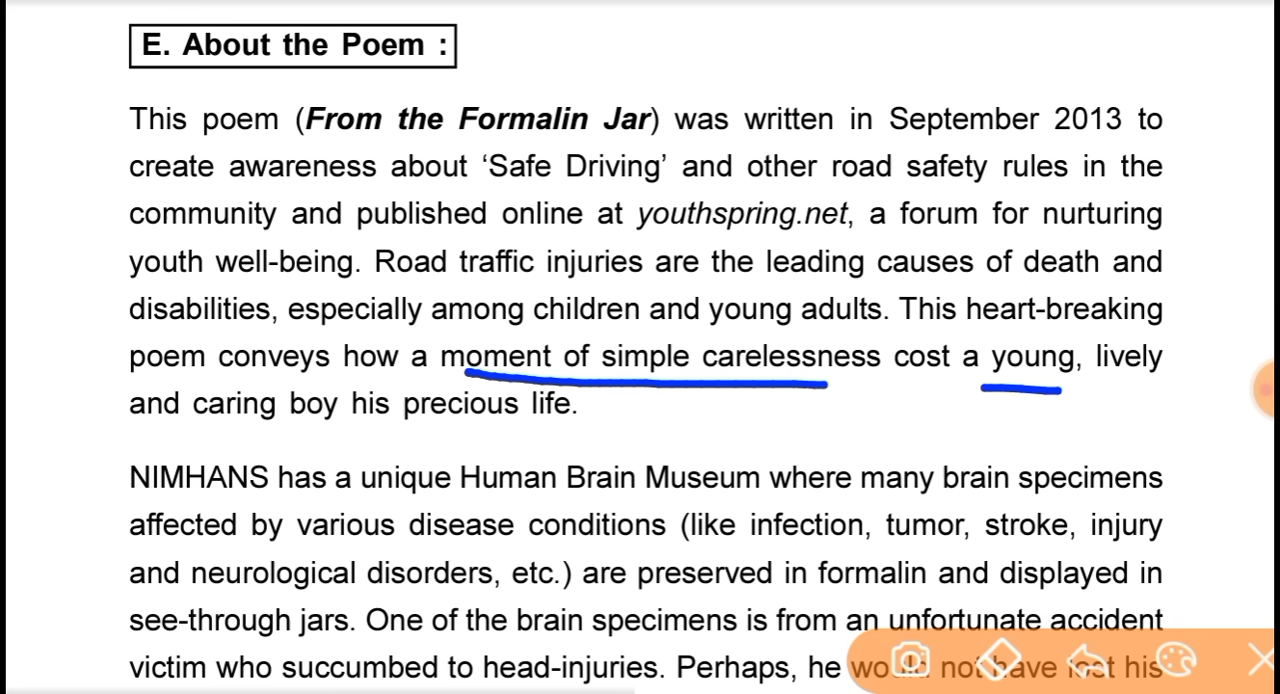 E. About the Poem :
This poem (From the Formalin Jar) was written in September 2013 to
create awareness about ‘Safe Driving’ and other road safety rules in the
community and published online at youthspring.net, a forum for nurturing
youth well-being. Road traffic injuries are the leading causes of death and
disabilities, especially among children and young adults. This heart-breaking
poem conveys how a moment of simple carelessness cost a young, lively
and caring boy his precious life.
NIMHANS has a unique Human Brain Museum where many brain specimens
affected by various disease conditions (like infection, tumor, stroke, injury
and neurological disorders, etc.) are preserved in formalin and displayed in
see-through jars. One of the brain specimens is from an unfortunate accident
victim who succumbed to head-injuries. Perhaps, he would not have lost his